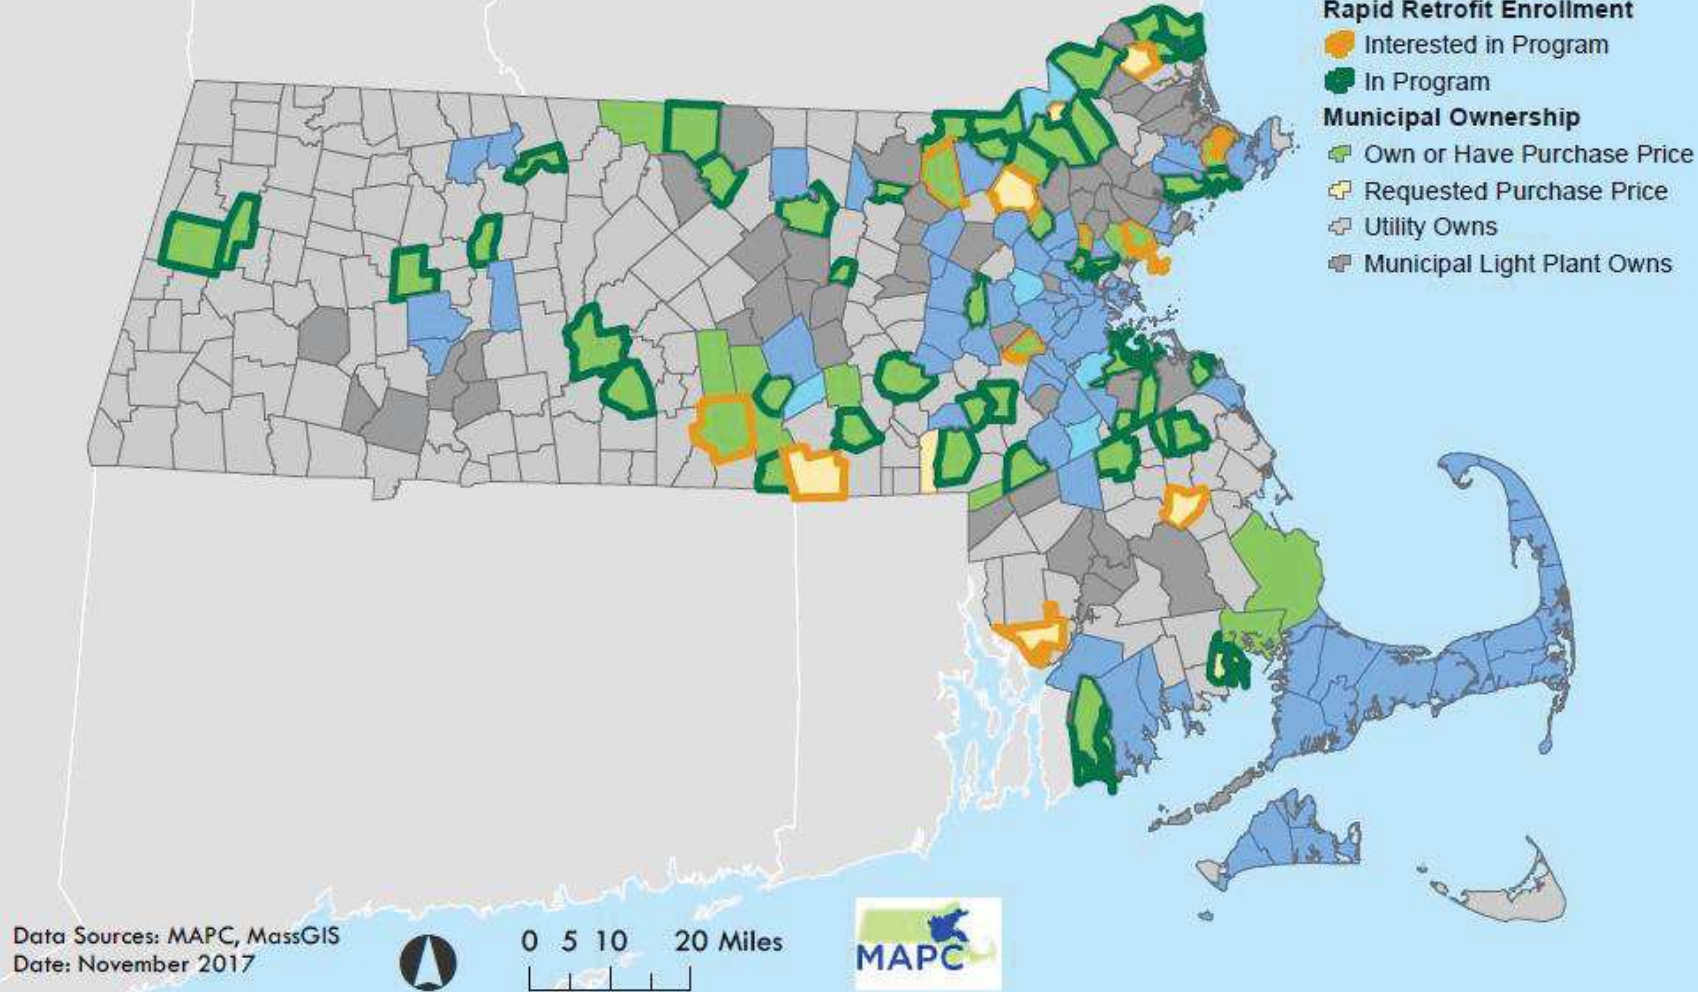 Rapid Retrofit Enrollment
Interested in Program
In Program
Municipal Ownership
Own or Have Purchase Price
Requested Purchase Price
Utility Owns
Municipal Light Plant Owns
Data Sources: MAPC, MassGIS
Date: November 2017
0 5 10 20 Miles
MAPC